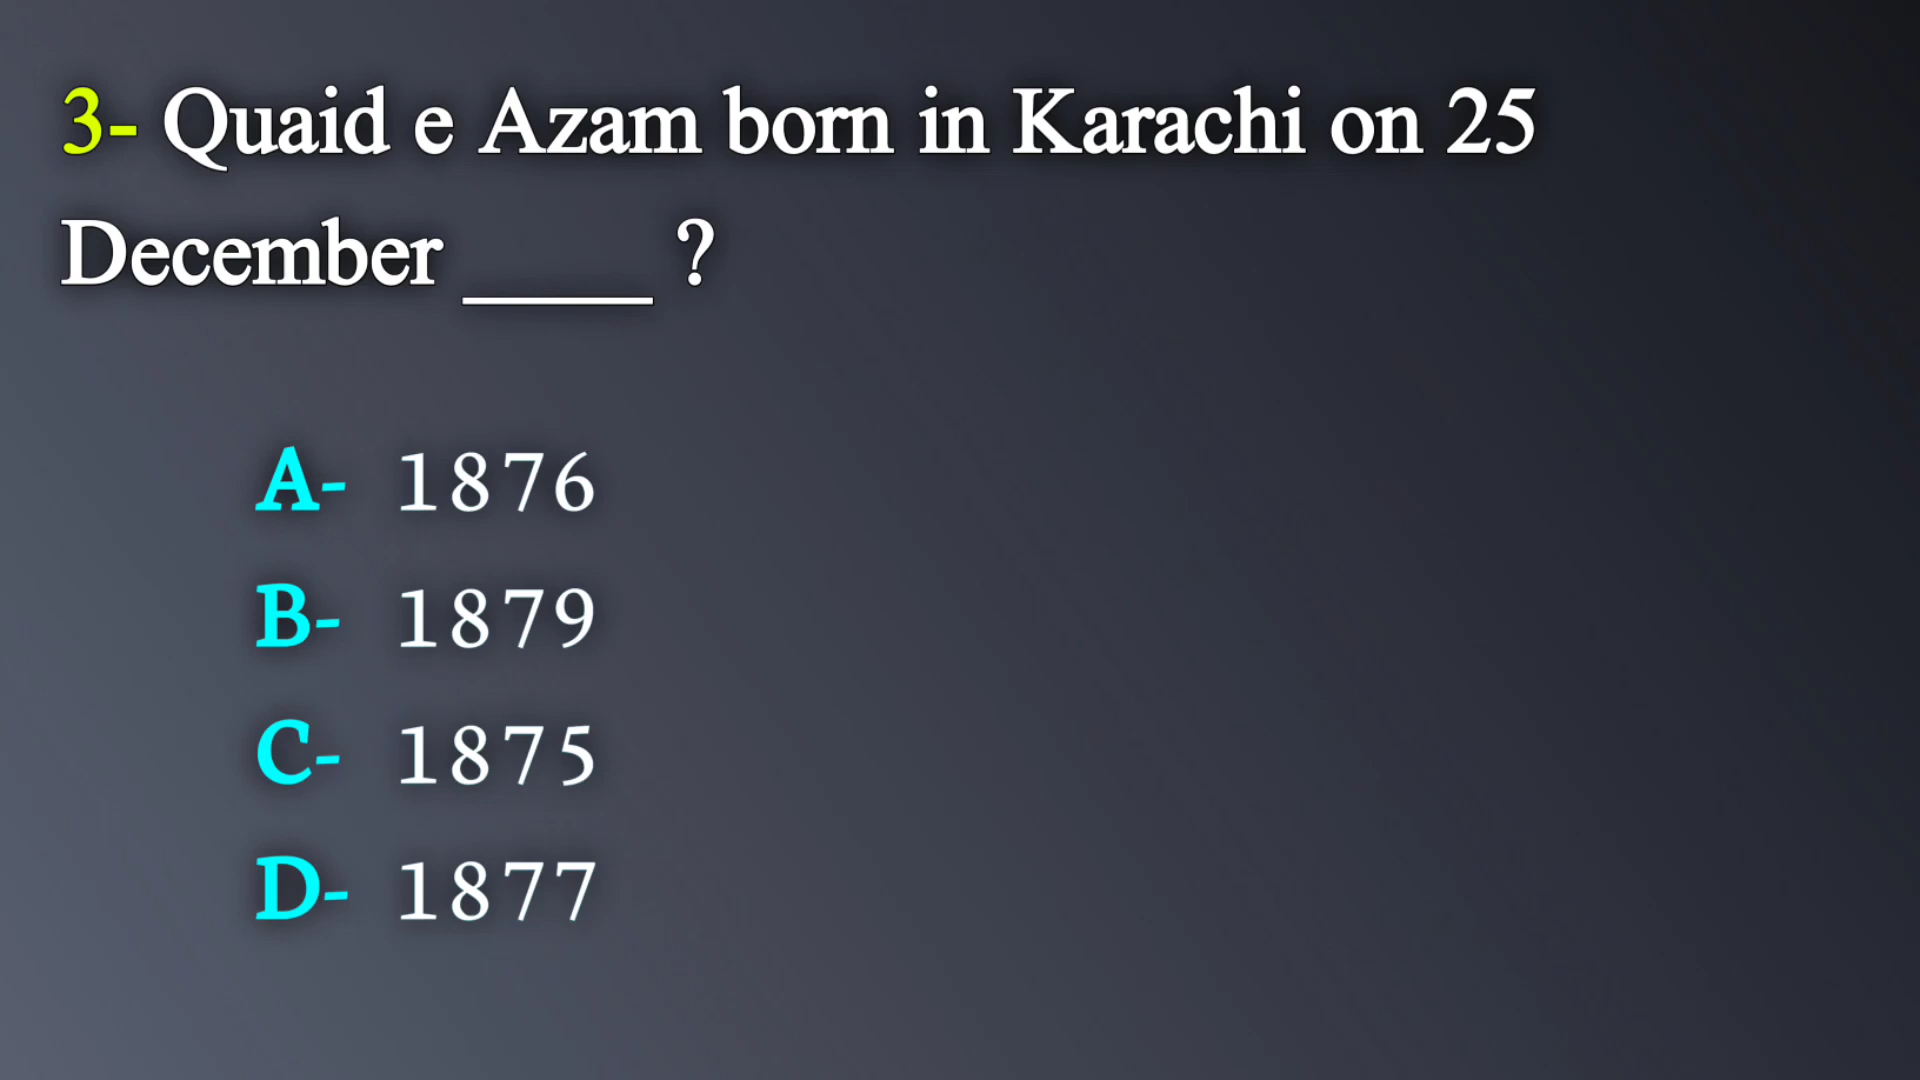 3- Quaid e Azam born in Karachi on 25
December _____ ?
A- 1876
B- 1879
C- 1875
D- 1877